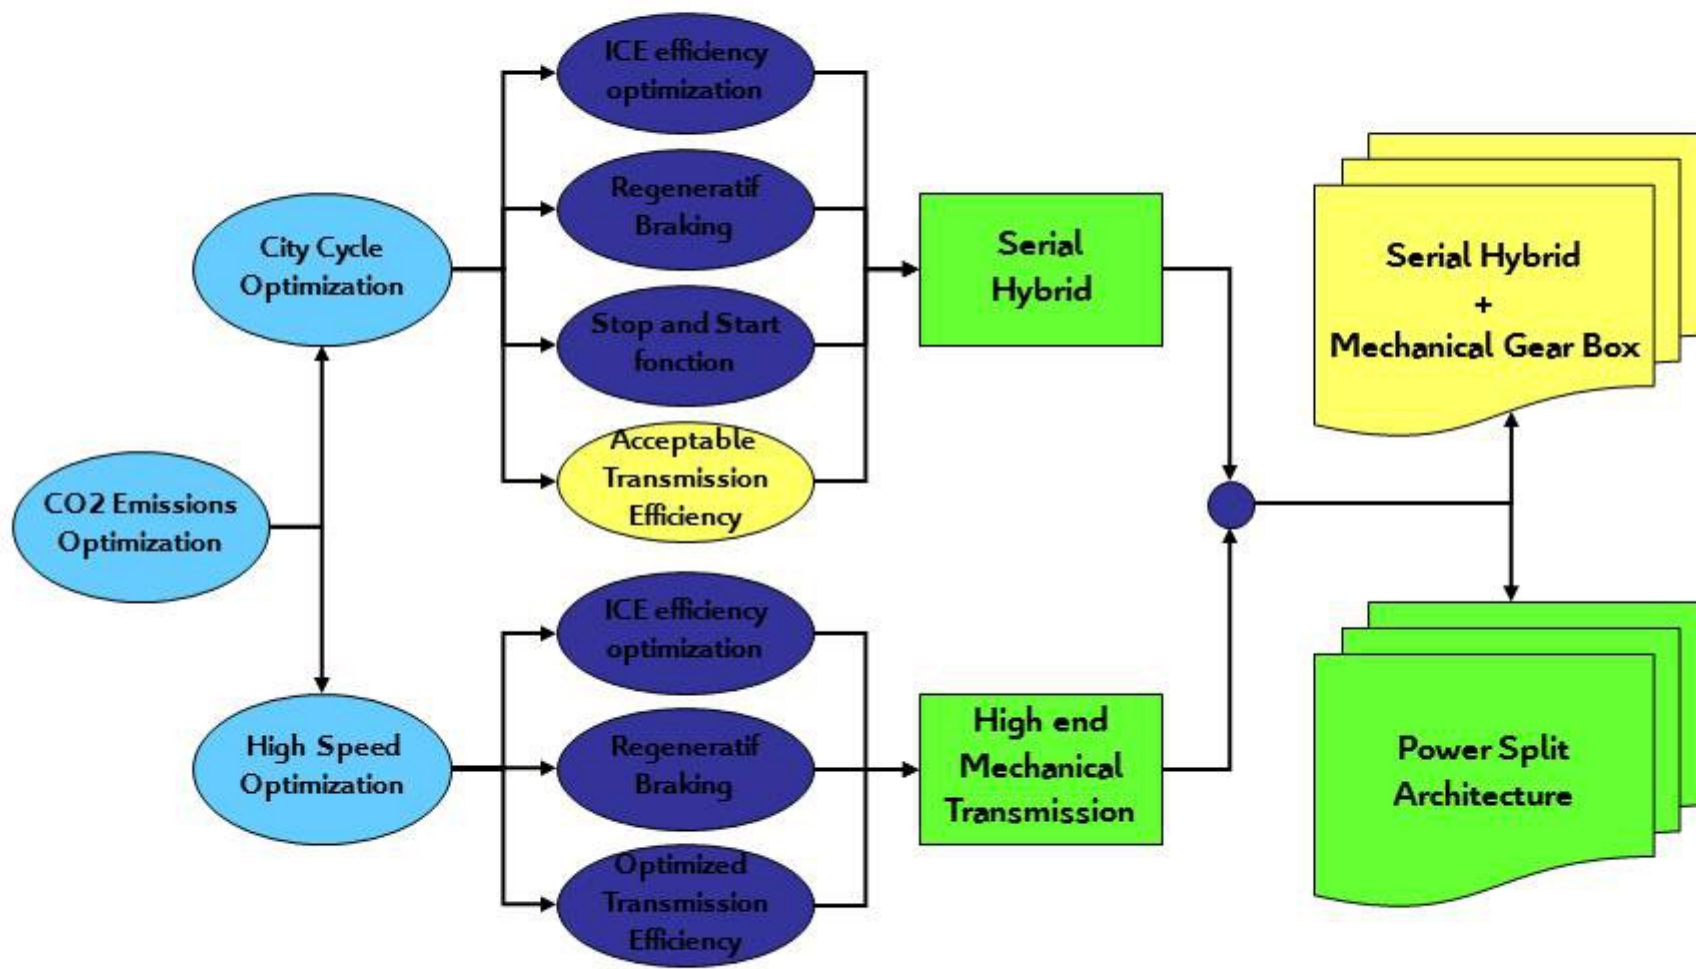 CO2 Emissions
Optimization
City Cycle
Optimization
High Speed
Optimization
ICE efficiency
optimization
Regeneratif
Braking
Stop and Start
fonction
Acceptable
Transmission
Efficiency
ICE efficiency
optimization
Regeneratif
Braking
Optimized
Transmission
Efficiency
Serial
Hybrid
High end
Mechanical
Transmission
Serial Hybrid
+
Mechanical Gear Box
Power Split
Architecture